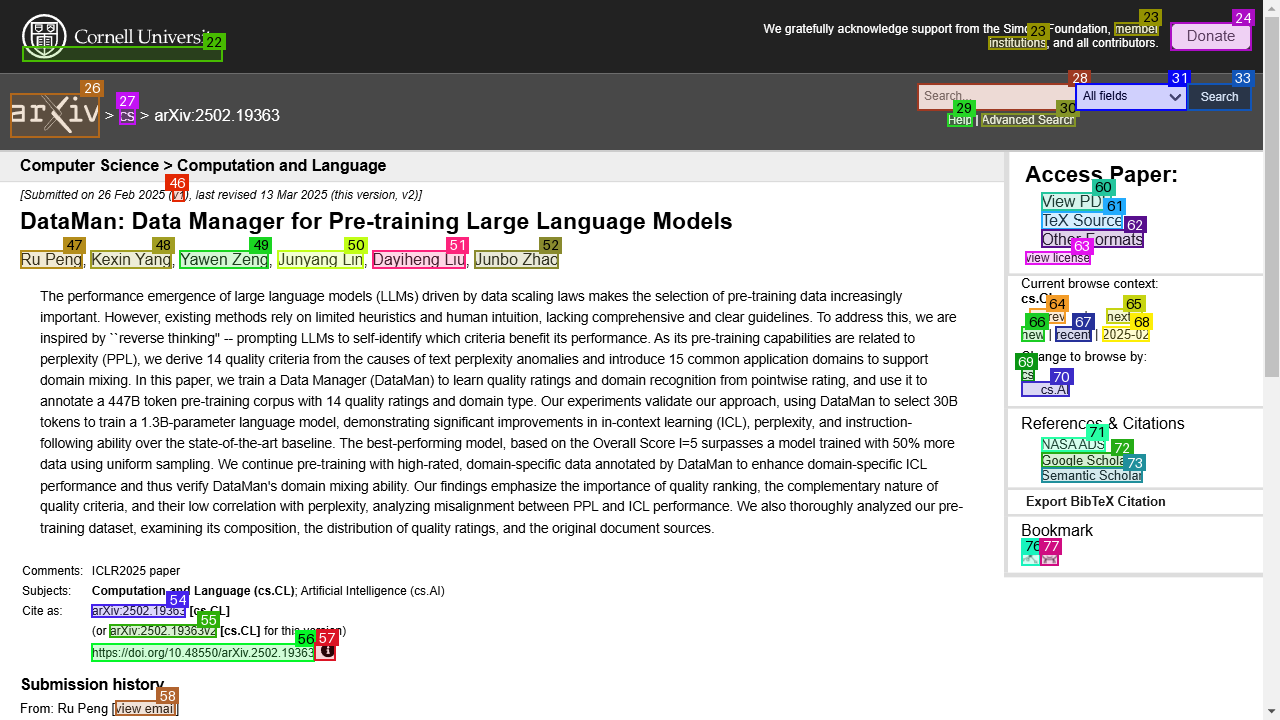 Cornell Universi
22
We gratefully acknowledge support from the Simons Foundation, member
institutions, and all contributors.
23
23
24
Donate
26
arXiv
27
> cs > arXiv:2502.19363
28
Search...
31
All fields
33
Search
29
30
Help | Advanced Search
Computer Science > Computation and Language
46
[Submitted on 26 Feb 2025 (v1), last revised 13 Mar 2025 (this version, v2)]
DataMan: Data Manager for Pre-training Large Language Models
47
48
49
50
51
52
Ru Peng, Kexin Yang, Yawen Zeng, Junyang Lin, Dayiheng Liu, Junbo Zhao
The performance emergence of large language models (LLMs) driven by data scaling laws makes the selection of pre-training data increasingly
important. However, existing methods rely on limited heuristics and human intuition, lacking comprehensive and clear guidelines. To address this, we are
inspired by ``reverse thinking'' -- prompting LLMs to self-identify which criteria benefit its performance. As its pre-training capabilities are related to
perplexity (PPL), we derive 14 quality criteria from the causes of text perplexity anomalies and introduce 15 common application domains to support
domain mixing. In this paper, we train a Data Manager (DataMan) to learn quality ratings and domain recognition from pointwise rating, and use it to
annotate a 447B token pre-training corpus with 14 quality ratings and domain type. Our experiments validate our approach, using DataMan to select 30B
tokens to train a 1.3B-parameter language model, demonstrating significant improvements in in-context learning (ICL), perplexity, and instruction-
following ability over the state-of-the-art baseline. The best-performing model, based on the Overall Score l=5 surpasses a model trained with 50% more
data using uniform sampling. We continue pre-training with high-rated, domain-specific data annotated by DataMan to enhance domain-specific ICL
performance and thus verify DataMan's domain mixing ability. Our findings emphasize the importance of quality ranking, the complementary nature of
quality criteria, and their low correlation with perplexity, analyzing misalignment between PPL and ICL performance. We also thoroughly analyzed our pre-
training dataset, examining its composition, the distribution of quality ratings, and the original document sources.
Comments: ICLR2025 paper
Subjects: Computation and Language (cs.CL); Artificial Intelligence (cs.AI)
54
Cite as: arXiv:2502.19363 [cs.CL]
55
(or arXiv:2502.19363v2 [cs.CL] for this version)
56
57
https://doi.org/10.48550/arXiv.2502.19363
Submission history
58
From: Ru Peng [view email]
Access Paper:
60
View PDF
61
TeX Source
62
Other Formats
63
view license
Current browse context:
cs.CL
64
65
prev
next
66
67
68
new | recent | 2025-02
Change to browse by:
69
cs
70
cs.AI
References & Citations
71
NASA ADS
72
Google Scholar
73
Semantic Scholar
Export BibTeX Citation
Bookmark
76
77